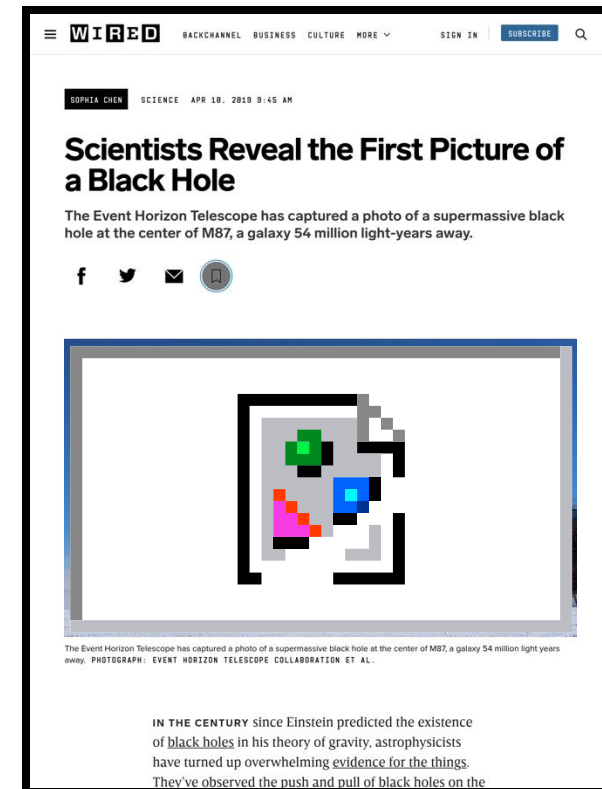 WIRED BACKCHANNEL BUSINESS CULTURE MORE SIGN IN SUBSCRIBE
SOPHIA CHEN SCIENCE APR 10, 2019 9:45 AM
Scientists Reveal the First Picture of
a Black Hole
The Event Horizon Telescope has captured a photo of a supermassive black
hole at the center of M87, a galaxy 54 million light-years away.
The Event Horizon Telescope has captured a photo of a supermassive black hole at the center of M87, a galaxy 54 million light years
away. PHOTOGRAPH: EVENT HORIZON TELESCOPE COLLABORATION ET AL.
IN THE CENTURY since Einstein predicted the existence
of black holes in his theory of gravity, astrophysicists
have turned up overwhelming evidence for the things.
They've observed the push and pull of black holes on the